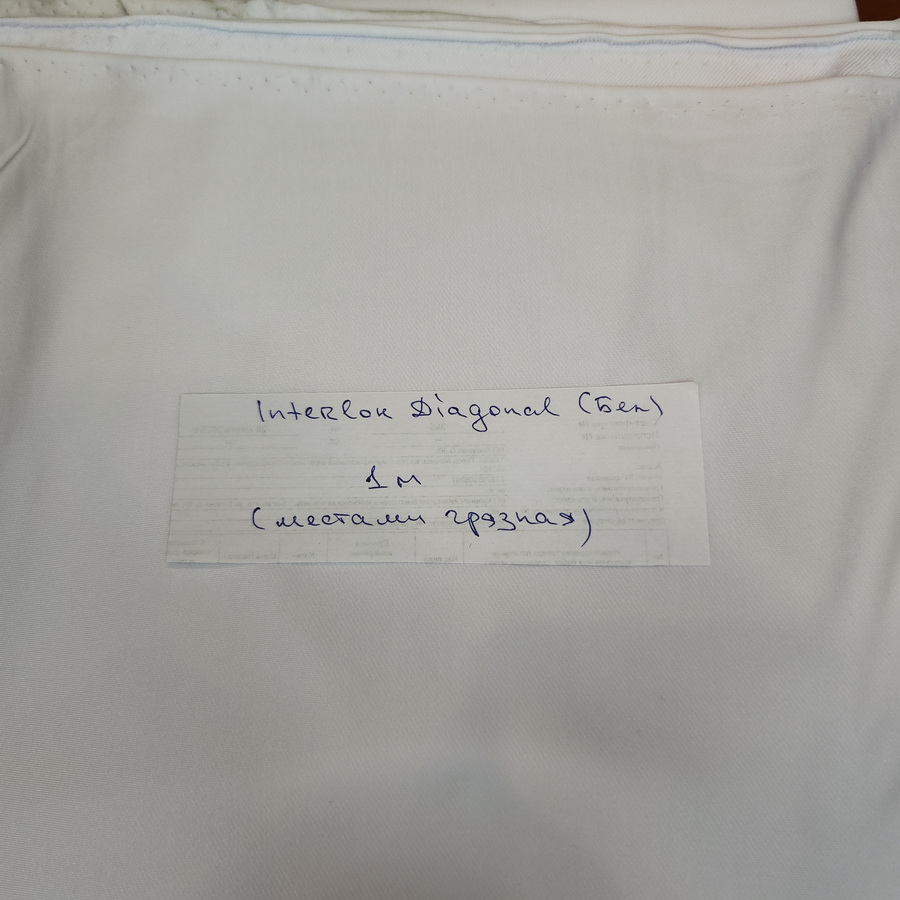 Interlok Diagonal (Бел)
1 м
(местами грязная)